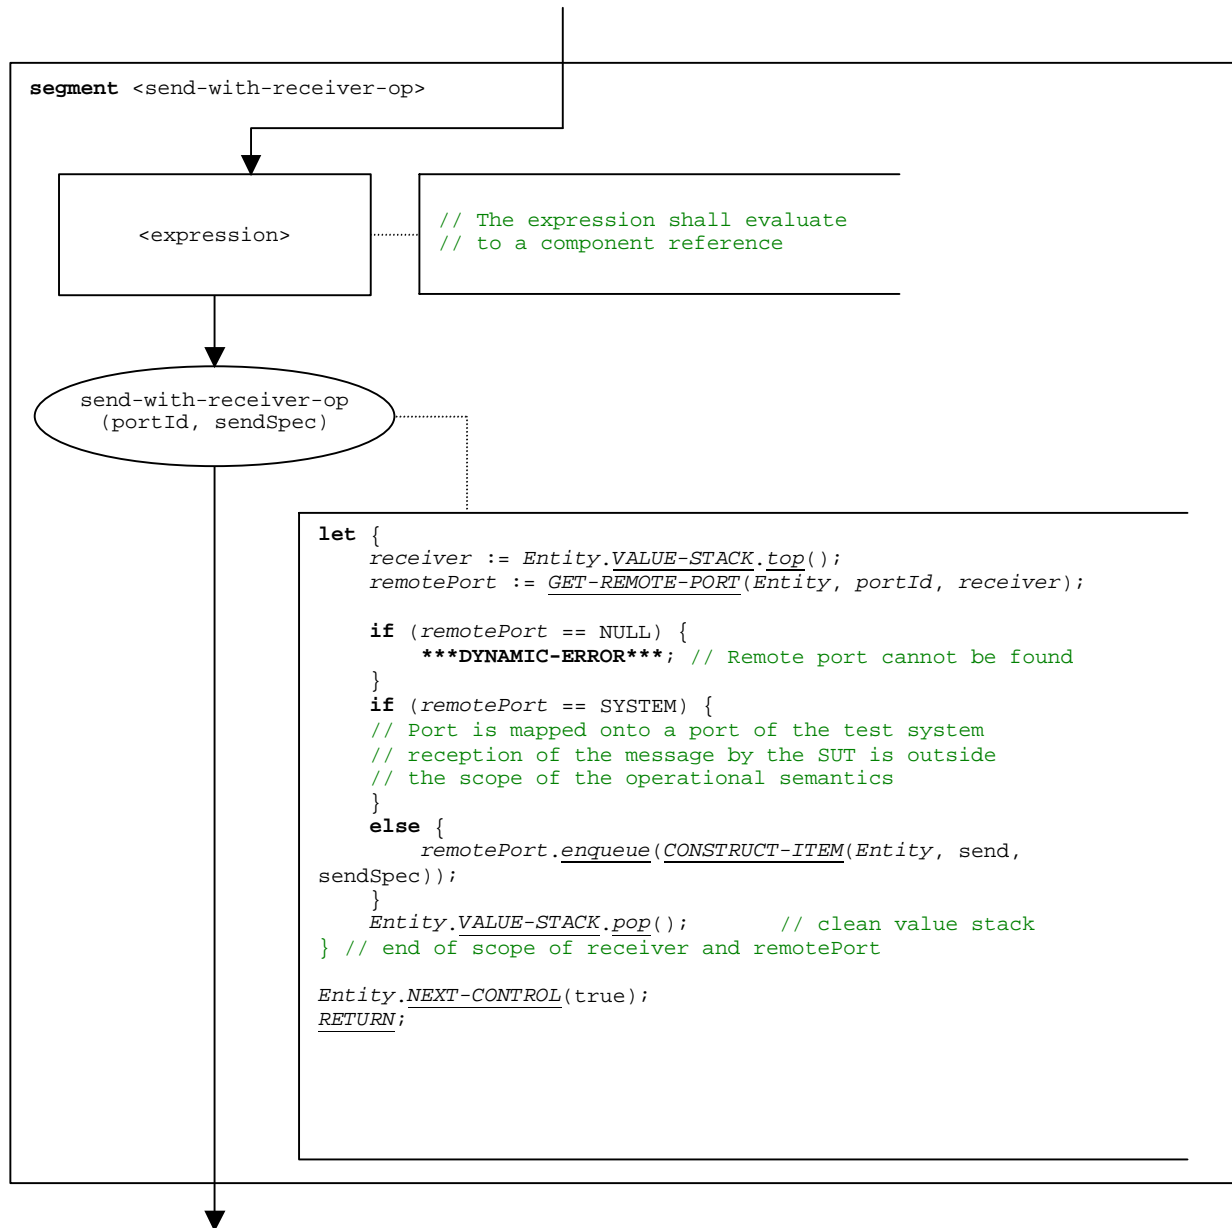 segment <send-with-receiver-op>
<expression>
// The expression shall evaluate
// to a component reference
send-with-receiver-op
(portId, sendSpec)
let {
receiver := Entity.VALUE-STACK.top();
remotePort := GET-REMOTE-PORT(Entity, portId, receiver);
if (remotePort == NULL) {
***DYNAMIC-ERROR***; // Remote port cannot be found
}
if (remotePort == SYSTEM) {
// Port is mapped onto a port of the test system
// reception of the message by the SUT is outside
// the scope of the operational semantics
}
else {
remotePort.enqueue(CONSTRUCT-ITEM(Entity, send,
sendSpec));
}
Entity.VALUE-STACK.pop(); // clean value stack
} // end of scope of receiver and remotePort
Entity.NEXT-CONTROL(true);
RETURN;